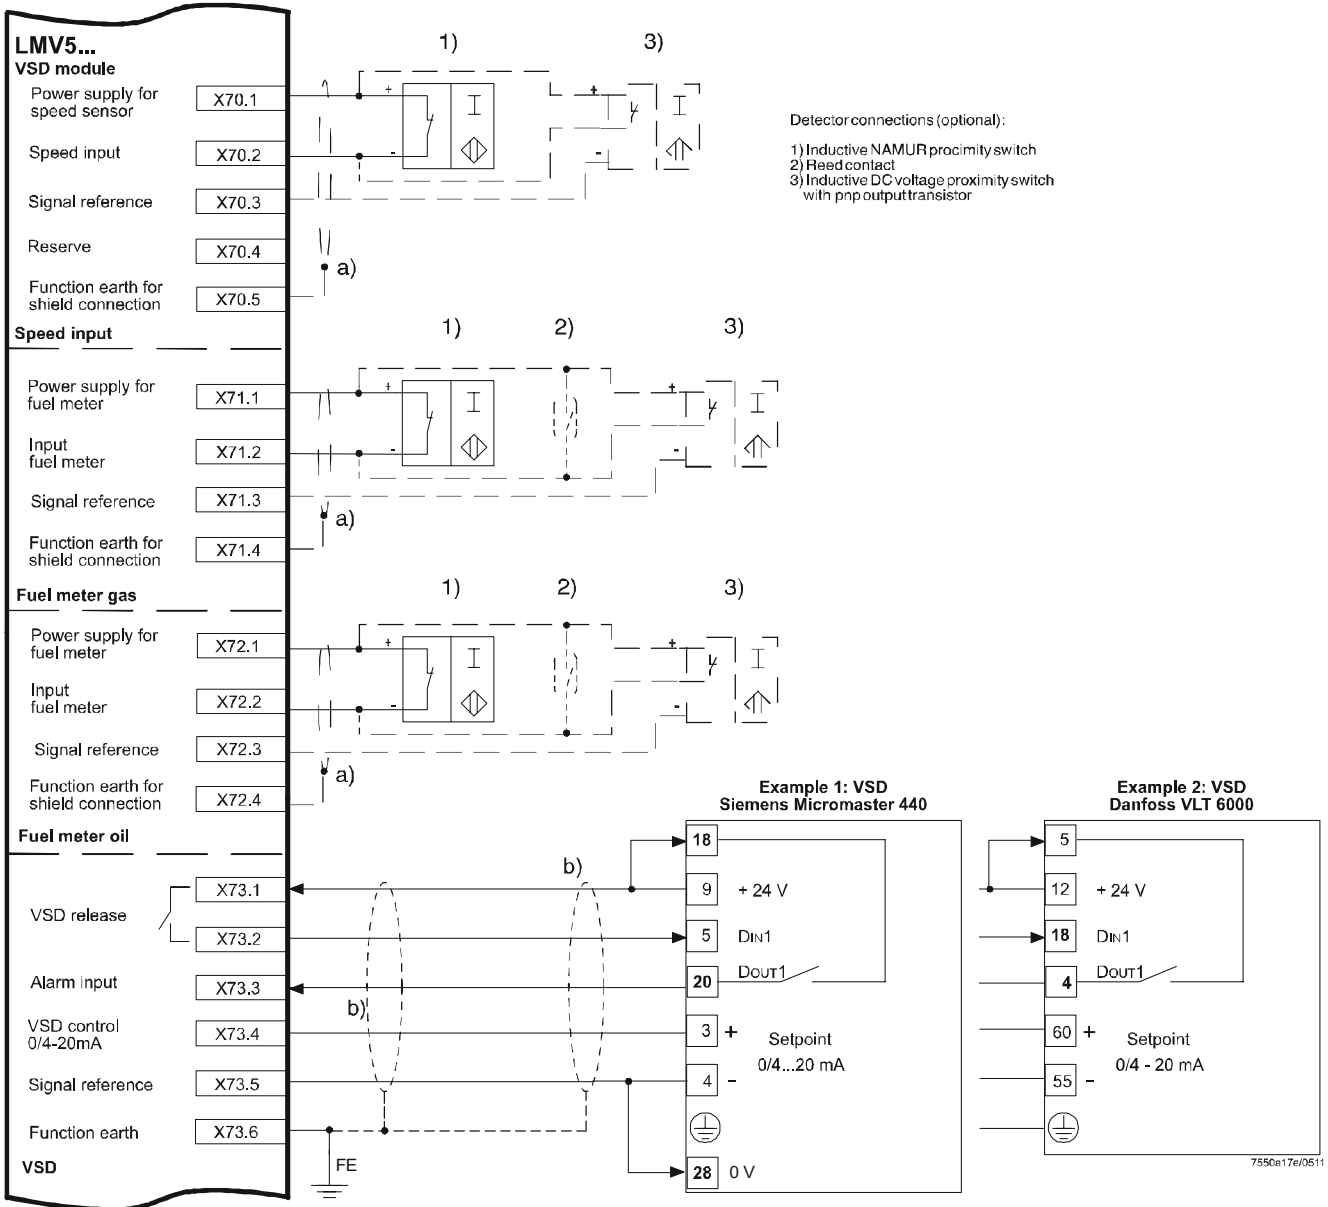 LMV5...
VSD module
1)
3)
Power supply for
speed sensor
X70.1
+
+
Speed input
X70.2
-
-
Signal reference
X70.3
Reserve
X70.4
Function earth for
shield connection
X70.5
a)
Speed input
Detector connections (optional):
1) Inductive NAMUR procimity switch
2) Reed contact
3) Inductive DC voltage proximity switch
with pnp output transistor
1)
2)
3)
Power supply for
fuel meter
X71.1
+
+
Input
fuel meter
X71.2
-
-
Signal reference
X71.3
a)
Function earth for
shield connection
X71.4
Fuel meter gas
1)
2)
3)
Power supply for
fuel meter
X72.1
+
+
Input
fuel meter
X72.2
-
-
Signal reference
X72.3
a)
Function earth for
shield connection
X72.4
Fuel meter oil
VSD release
X73.1
X73.2
Alarm input
X73.3
VSD control
0/4-20mA
X73.4
Signal reference
X73.5
Function earth
X73.6
VSD
b)
b)
FE
Example 1: VSD
Siemens Micromaster 440
18
9 + 24 V
5 DIN1
20 DOUT1
3 +
Setpoint
0/4...20 mA
4 -
28 0 V
Example 2: VSD
Danfoss VLT 6000
5
12 + 24 V
18 DIN1
4 DOUT1
60 +
Setpoint
0/4 - 20 mA
55 -
7550a17e/0511